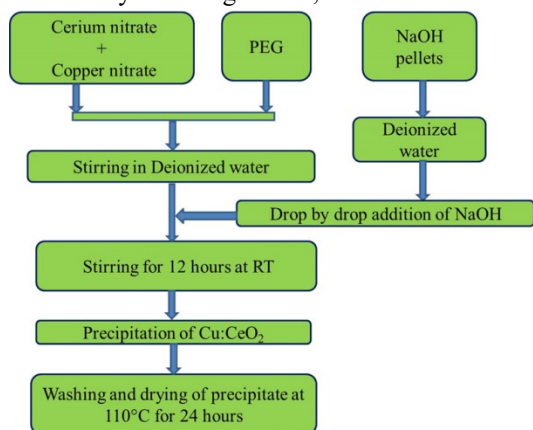 Cerium nitrate
+
Copper nitrate
PEG
NaOH
pellets
Deionized
water
Stirring in Deionized water
Drop by drop addition of NaOH
Stirring for 12 hours at RT
Precipitation of Cu:CeO₂
Washing and drying of precipitate at
110°C for 24 hours